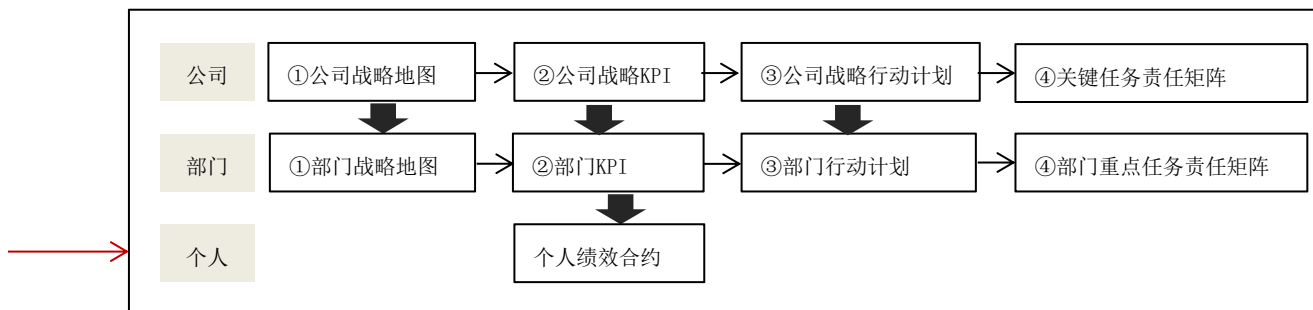 公司
①公司战略地图
②公司战略KPI
③公司战略行动计划
④关键任务责任矩阵
部门
①部门战略地图
②部门KPI
③部门行动计划
④部门重点任务责任矩阵
个人
个人绩效合约